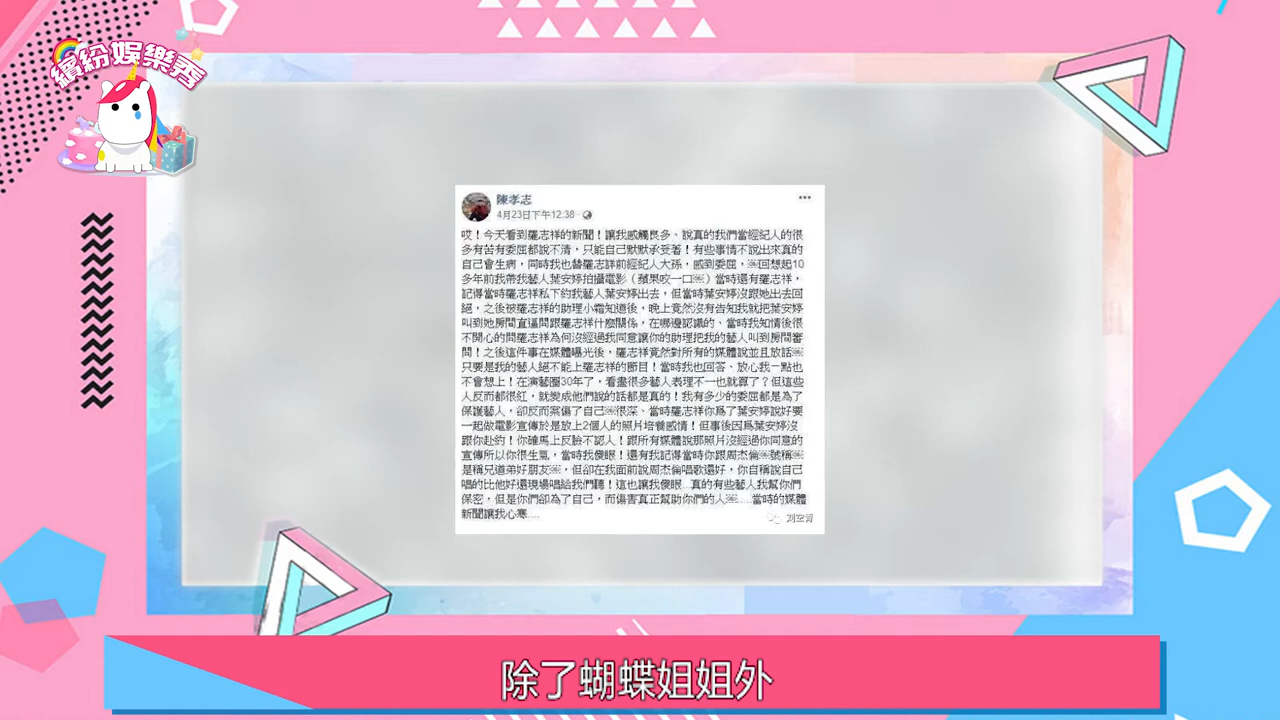 繽紛娛樂秀
陳孝志
4月23日下午12:38
哎！今天看到羅志祥的新聞！讓我感觸良多、說真的我們當經紀人的很
多有苦有委屈都說不清，只能自己默默承受著！有些事情不說出來真的
自己會生病，同時我也替羅志詳前經紀人大孫，感到委屈，回想起10
多年前我帶我藝人葉安婷拍攝電影（蘋果咬一口）當時還有羅志祥，
記得當時羅志祥私下約我藝人葉安婷出去，但當時葉安婷沒跟她出去回
絕，之後被羅志祥的助理小霜知道後，晚上竟然沒有告知我就把葉安婷
叫到她房間直逼問跟羅志祥什麼關係，在哪邊認識的、當時我知情後很
不開心的問羅志祥為何沒經過我同意讓你的助理把我的藝人叫到房間審
問！之後這件事在媒體曝光後，羅志祥竟然對所有的媒體說並且放話
只要是我的藝人絕不能上羅志祥的節目！當時我也回答、放心我一點也
不會想上！在演藝圈30年了，看盡很多藝人表理不一也就算了？但這些
人反而都很紅，就變成他們說的話都是真的！我有多少的委屈都是為了
保護藝人，卻反而案傷了自己很深、當時羅志祥你爲了葉安婷說好要
一起做電影宣傳於是放上2個人的照片培養感情！但事後因爲葉安婷沒
跟你赴約！你確馬上反臉不認人！跟所有媒體說那照片沒經過你同意的
宣傳所以你很生氣，當時我傻眼！還有我記得當時你跟周杰倫號稱
是稱兄道弟好朋友，但卻在我面前說周杰倫唱歌還好，你自稱說自己
唱的比他好還現場唱給我們聽！這也讓我傻眼...真的有些藝人我幫你們
保密，但是你們卻為了自己，而傷害真正幫助你們的人.....當時的媒體
新聞讓我心寒....
除了蝴蝶姐姐外